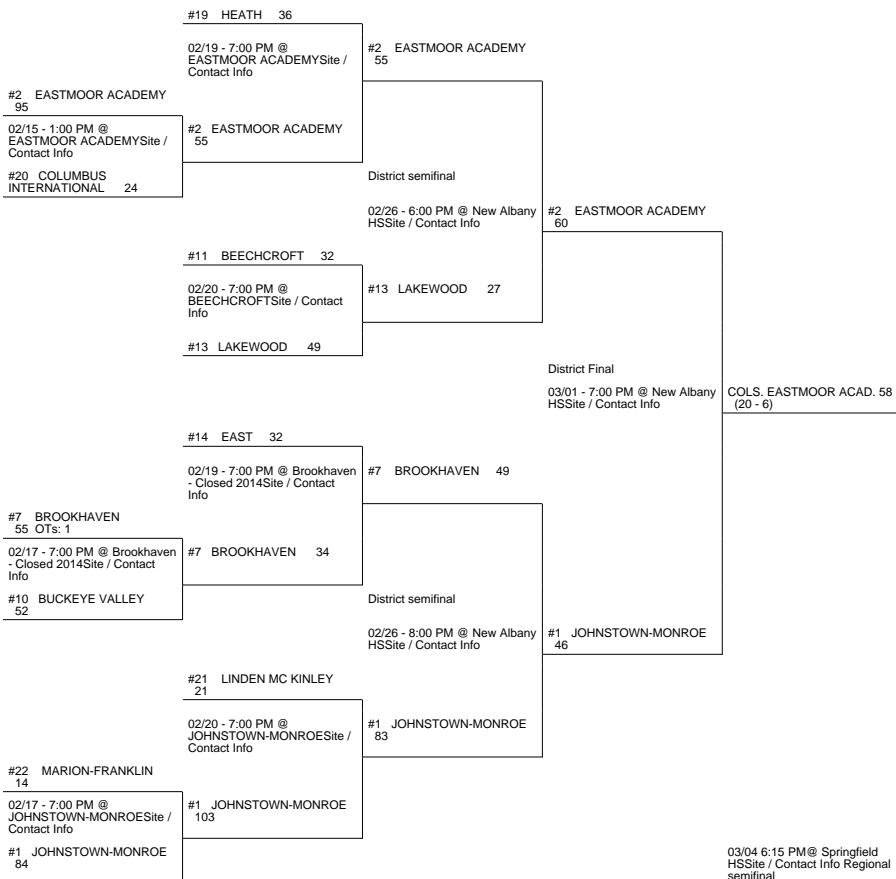 #19 HEATH 36
02/19 - 7:00 PM @
EASTMOOR ACADEMYSite /
Contact Info
#2 EASTMOOR ACADEMY
55
#2 EASTMOOR ACADEMY
95
02/15 - 1:00 PM @
EASTMOOR ACADEMYSite /
Contact Info
#2 EASTMOOR ACADEMY
55
#20 COLUMBUS
INTERNATIONAL 24
District semifinal
02/26 - 6:00 PM @ New Albany
HSSite / Contact Info
#2 EASTMOOR ACADEMY
60
#11 BEECHCROFT 32
02/20 - 7:00 PM @
BEECHCROFTSite / Contact
Info
#13 LAKEWOOD 27
#13 LAKEWOOD 49
District Final
03/01 - 7:00 PM @ New Albany
HSSite / Contact Info
COLS. EASTMOOR ACAD. 58
(20 - 6)
#14 EAST 32
02/19 - 7:00 PM @ Brookhaven
- Closed 2014Site / Contact
Info
#7 BROOKHAVEN 49
#7 BROOKHAVEN
55 OTs: 1
02/17 - 7:00 PM @ Brookhaven
- Closed 2014Site / Contact
Info
#7 BROOKHAVEN 34
#10 BUCKEYE VALLEY
52
District semifinal
02/26 - 8:00 PM @ New Albany
HSSite / Contact Info
#1 JOHNSTOWN-MONROE
46
#21 LINDEN MC KINLEY
21
02/20 - 7:00 PM @
JOHNSTOWN-MONROESite /
Contact Info
#1 JOHNSTOWN-MONROE
83
#22 MARION-FRANKLIN
14
02/17 - 7:00 PM @
JOHNSTOWN-MONROESite /
Contact Info
#1 JOHNSTOWN-MONROE
103
#1 JOHNSTOWN-MONROE
84
03/04 6:15 PM@ Springfield
HSSite / Contact Info Regional
semifinal